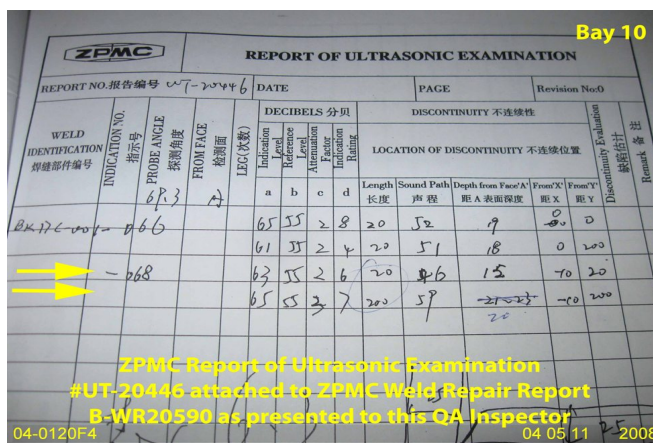 Bay 10
ZPMC
REPORT OF ULTRASONIC EXAMINATION
REPORT NO.报告编号 UT-20446 DATE PAGE Revision No:0
WELD IDENTIFICATION 焊缝部件编号
INDICATION NO. 指示号
PROBE ANGLE 探测角度
FROM FACE 检测面
LEG(次数)
DECIBELS 分贝
Indication Level
Reference Level
Attenuation Factor
Indication Rating
DISCONTINUITY 不连续性
LOCATION OF DISCONTINUITY 不连续位置
Discontinuity Evaluation 缺陷估计
Remark 备注
a b c d
Length 长度
Sound Path 声 程
Depth from Face'A' 距 A 表面深度
From'X' 距 X
From'Y' 距 Y
69.3 A
066 65 55 2 8 20 52 19 0 0
61 55 2 4 20 51 18 0 200
-068 63 55 2 6 20 46 15 -10 20
65 55 3 7 200 59 20 -10 200
ZPMC Report of Ultrasonic Examination
#UT-20446 attached to ZPMC Weld Repair Report
B-WR20590 as presented to this QA Inspector
04-0120F4
04 05 11 2008